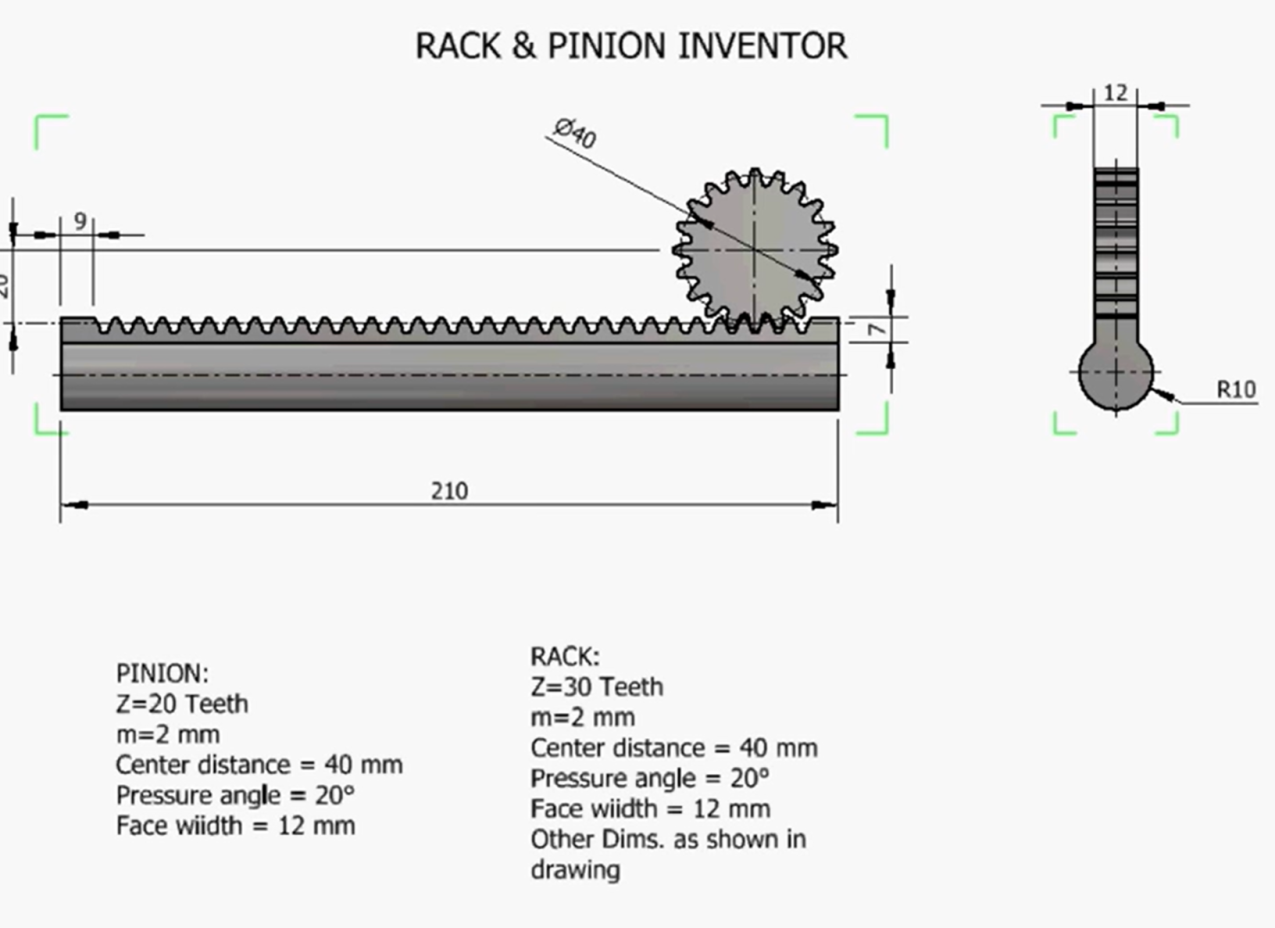 RACK & PINION INVENTOR
12
Ø40
9
20
7
R10
210
PINION:
Z=20 Teeth
m=2 mm
Center distance = 40 mm
Pressure angle = 20°
Face wiidth = 12 mm
RACK:
Z=30 Teeth
m=2 mm
Center distance = 40 mm
Pressure angle = 20°
Face wiidth = 12 mm
Other Dims. as shown in
drawing